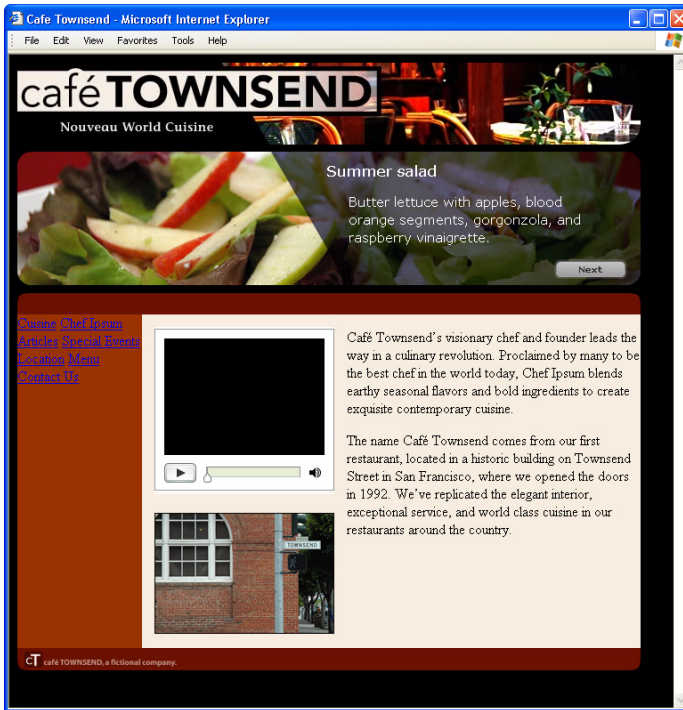 Cafe Townsend - Microsoft Internet Explorer
File Edit View Favorites Tools Help
café TOWNSEND
Nouveau World Cuisine
Summer salad
Butter lettuce with apples, blood
orange segments, gorgonzola, and
raspberry vinaigrette.
Next
Cuisine Chef Ipsum
Articles Special Events
Location Menu
Contact Us
Café Townsend's visionary chef and founder leads the
way in a culinary revolution. Proclaimed by many to be
the best chef in the world today, Chef Ipsum blends
earthy seasonal flavors and bold ingredients to create
exquisite contemporary cuisine.
The name Café Townsend comes from our first
restaurant, located in a historic building on Townsend
Street in San Francisco, where we opened the doors
in 1992. We've replicated the elegant interior,
exceptional service, and world class cuisine in our
restaurants around the country.
TOWNSEND
cT café TOWNSEND, a fictional company.